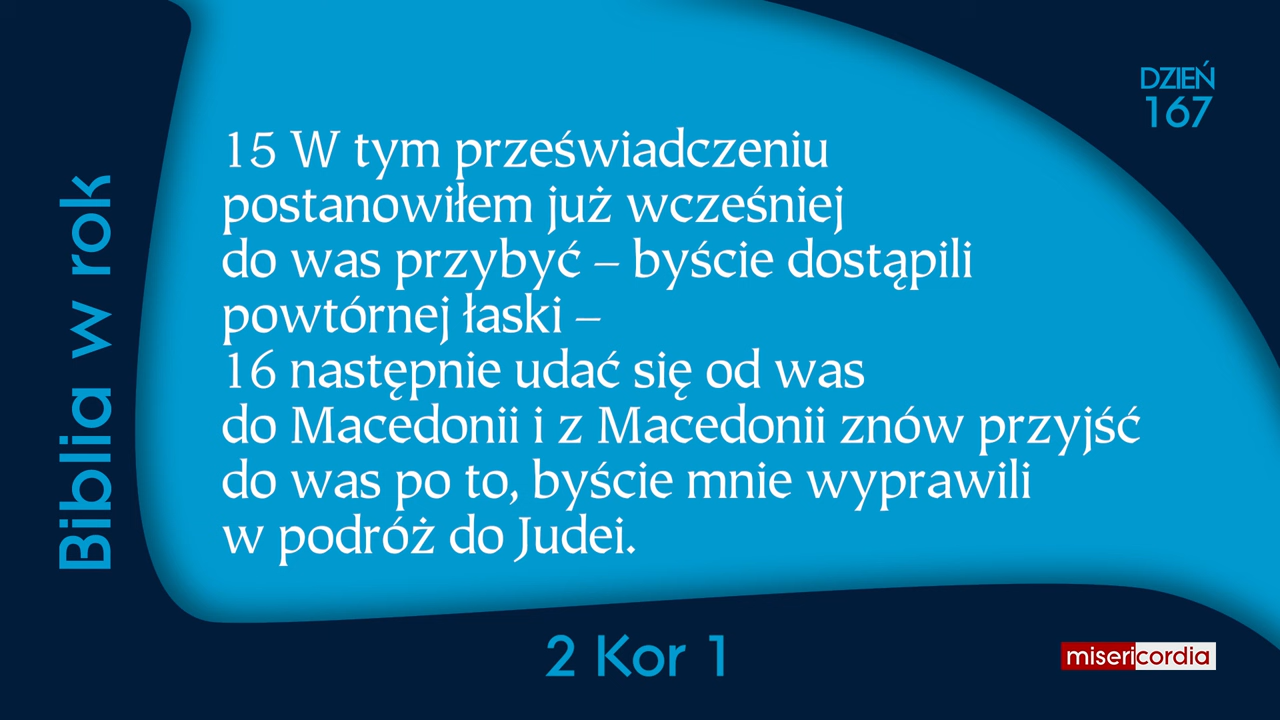 DZIEŃ
167
Biblia w rok
15 W tym przeświadczeniu
postanowiłem już wcześniej
do was przybyć – byście dostąpili
powtórnej łaski –
16 następnie udać się od was
do Macedonii i z Macedonii znów przyjść
do was po to, byście mnie wyprawili
w podróż do Judei.
2 Kor 1
misericordia